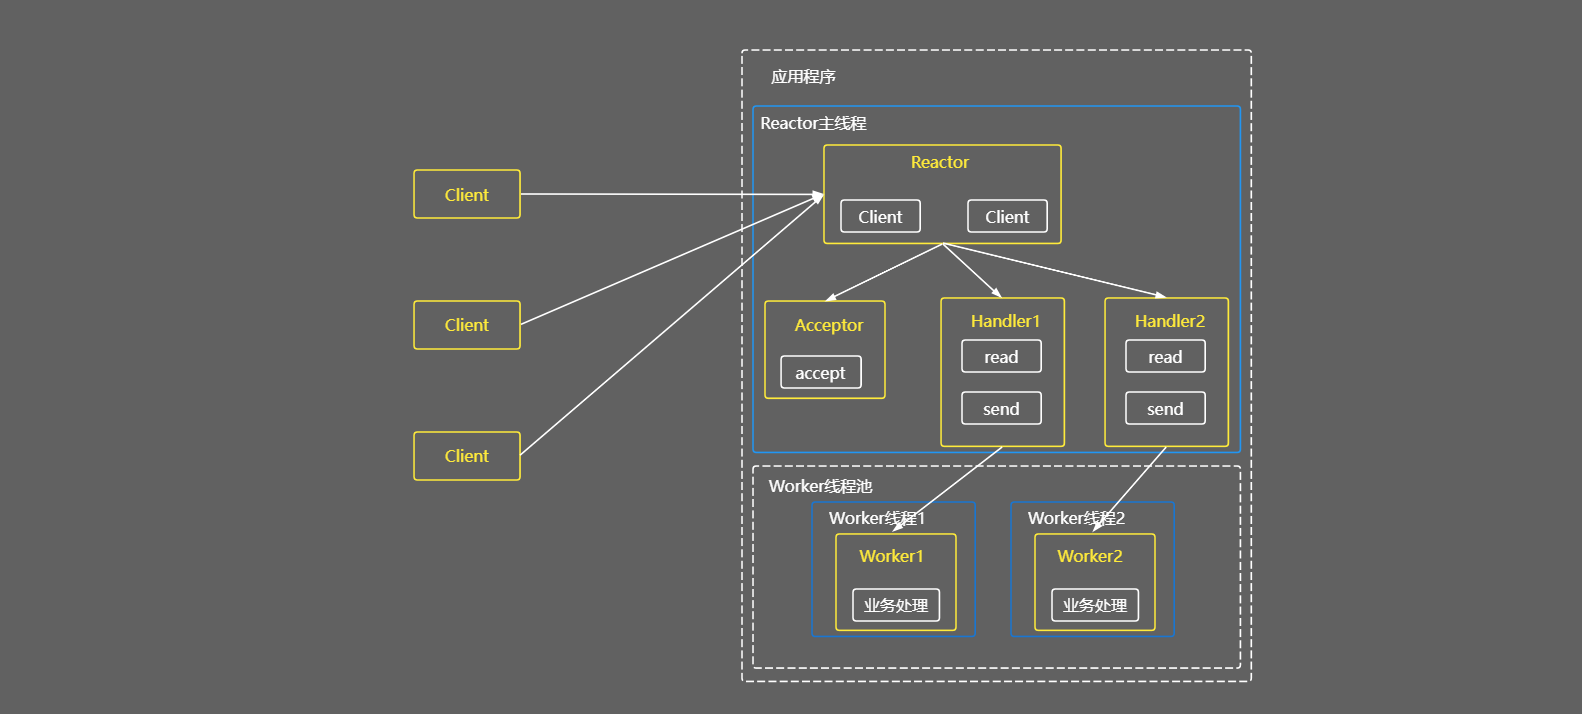 应用程序
Reactor主线程
Reactor
Client
Client
Client
Client
Client
Acceptor
accept
Handler1
read
send
Handler2
read
send
Worker线程池
Worker线程1
Worker1
业务处理
Worker线程2
Worker2
业务处理